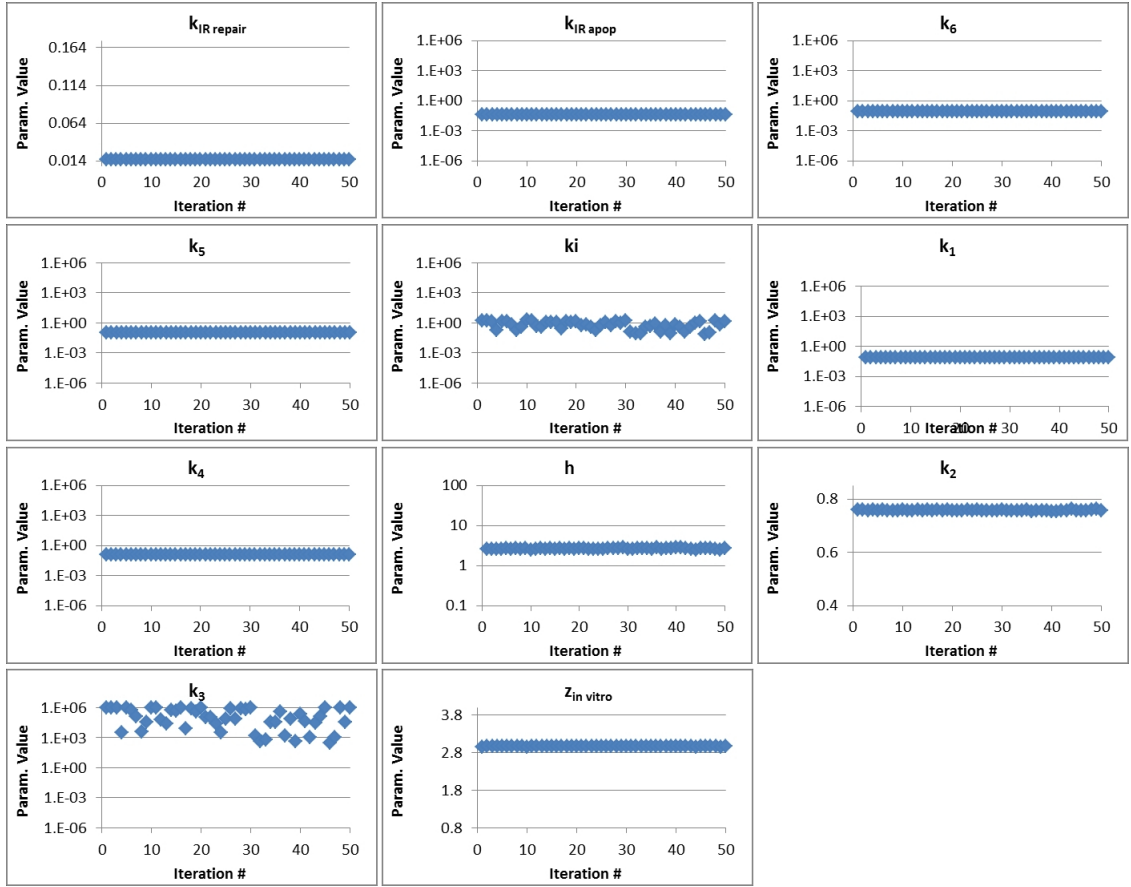 k_IR repair
0.164
0.114
0.064
0.014
Param. Value
0 10 20 30 40 50
Iteration #
k_IR apop
1.E+06
1.E+03
1.E+00
1.E-03
1.E-06
Param. Value
0 10 20 30 40 50
Iteration #
k_6
1.E+06
1.E+03
1.E+00
1.E-03
1.E-06
Param. Value
0 10 20 30 40 50
Iteration #
k_5
1.E+06
1.E+03
1.E+00
1.E-03
1.E-06
Param. Value
0 10 20 30 40 50
Iteration #
ki
1.E+06
1.E+03
1.E+00
1.E-03
1.E-06
Param. Value
0 10 20 30 40 50
Iteration #
k_1
1.E+06
1.E+03
1.E+00
1.E-03
1.E-06
Param. Value
0 10 20 30 40 50
Iteration #
k_4
1.E+06
1.E+03
1.E+00
1.E-03
1.E-06
Param. Value
0 10 20 30 40 50
Iteration #
h
100
10
1
0.1
Param. Value
0 10 20 30 40 50
Iteration #
k_2
0.8
0.6
0.4
Param. Value
0 10 20 30 40 50
Iteration #
k_3
1.E+06
1.E+03
1.E+00
1.E-03
1.E-06
Param. Value
0 10 20 30 40 50
Iteration #
z_in vitro
3.8
2.8
1.8
0.8
Param. Value
0 10 20 30 40 50
Iteration #